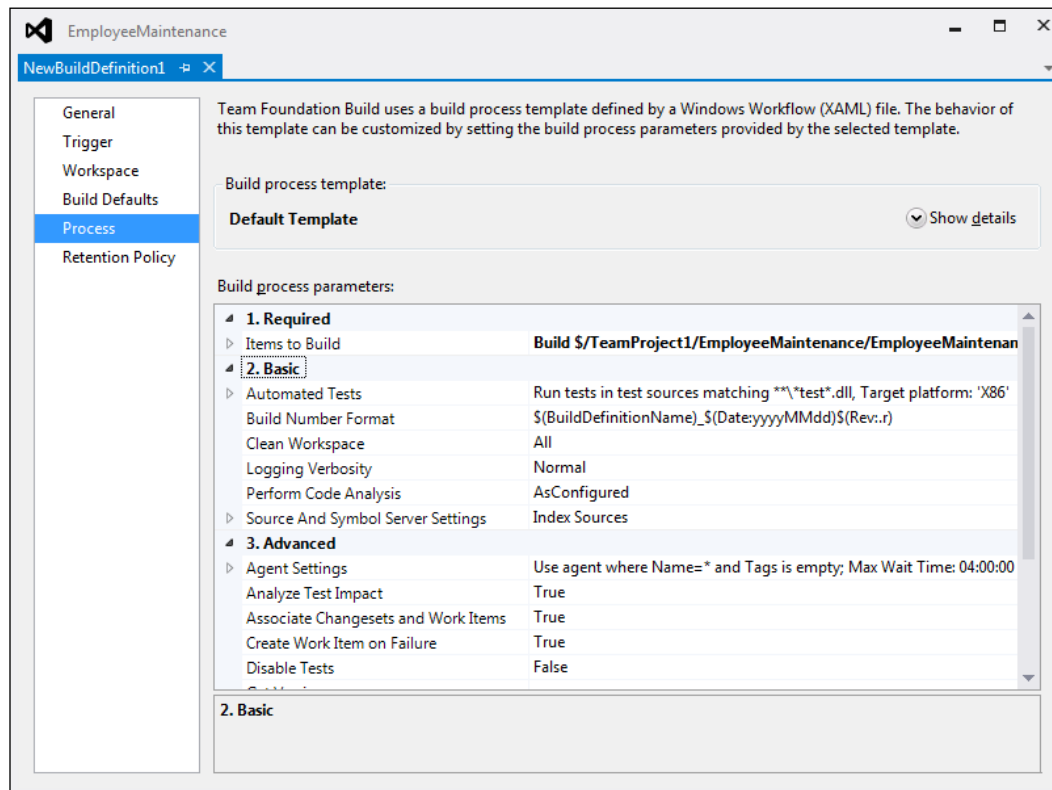 EmployeeMaintenance
NewBuildDefinition1
General
Trigger
Workspace
Build Defaults
Process
Retention Policy
Team Foundation Build uses a build process template defined by a Windows Workflow (XAML) file. The behavior of
this template can be customized by setting the build process parameters provided by the selected template.
Build process template:
Default Template
Show details
Build process parameters:
1. Required
Items to Build Build $/TeamProject1/EmployeeMaintenance/EmployeeMaintenan
2. Basic
Automated Tests Run tests in test sources matching **\*test*.dll, Target platform: 'X86'
Build Number Format $(BuildDefinitionName)_$(Date:yyyyMMdd)$(Rev:.r)
Clean Workspace All
Logging Verbosity Normal
Perform Code Analysis AsConfigured
Source And Symbol Server Settings Index Sources
3. Advanced
Agent Settings Use agent where Name=* and Tags is empty; Max Wait Time: 04:00:00
Analyze Test Impact True
Associate Changesets and Work Items True
Create Work Item on Failure True
Disable Tests False
2. Basic